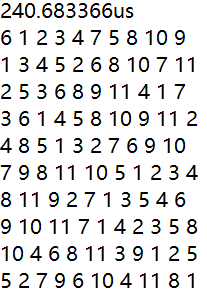 240.683366us
6 1 2 3 4 7 5 8 10 9
1 3 4 5 2 6 8 10 7 11
2 5 3 6 8 9 11 4 1 7
3 6 1 4 5 8 10 9 11 2
4 8 5 1 3 2 7 6 9 10
7 9 8 11 10 5 1 2 3 4
8 11 9 2 7 1 3 5 4 6
9 10 11 7 1 4 2 3 5 8
10 4 6 8 11 3 9 1 2 5
5 2 7 9 6 10 4 11 8 1